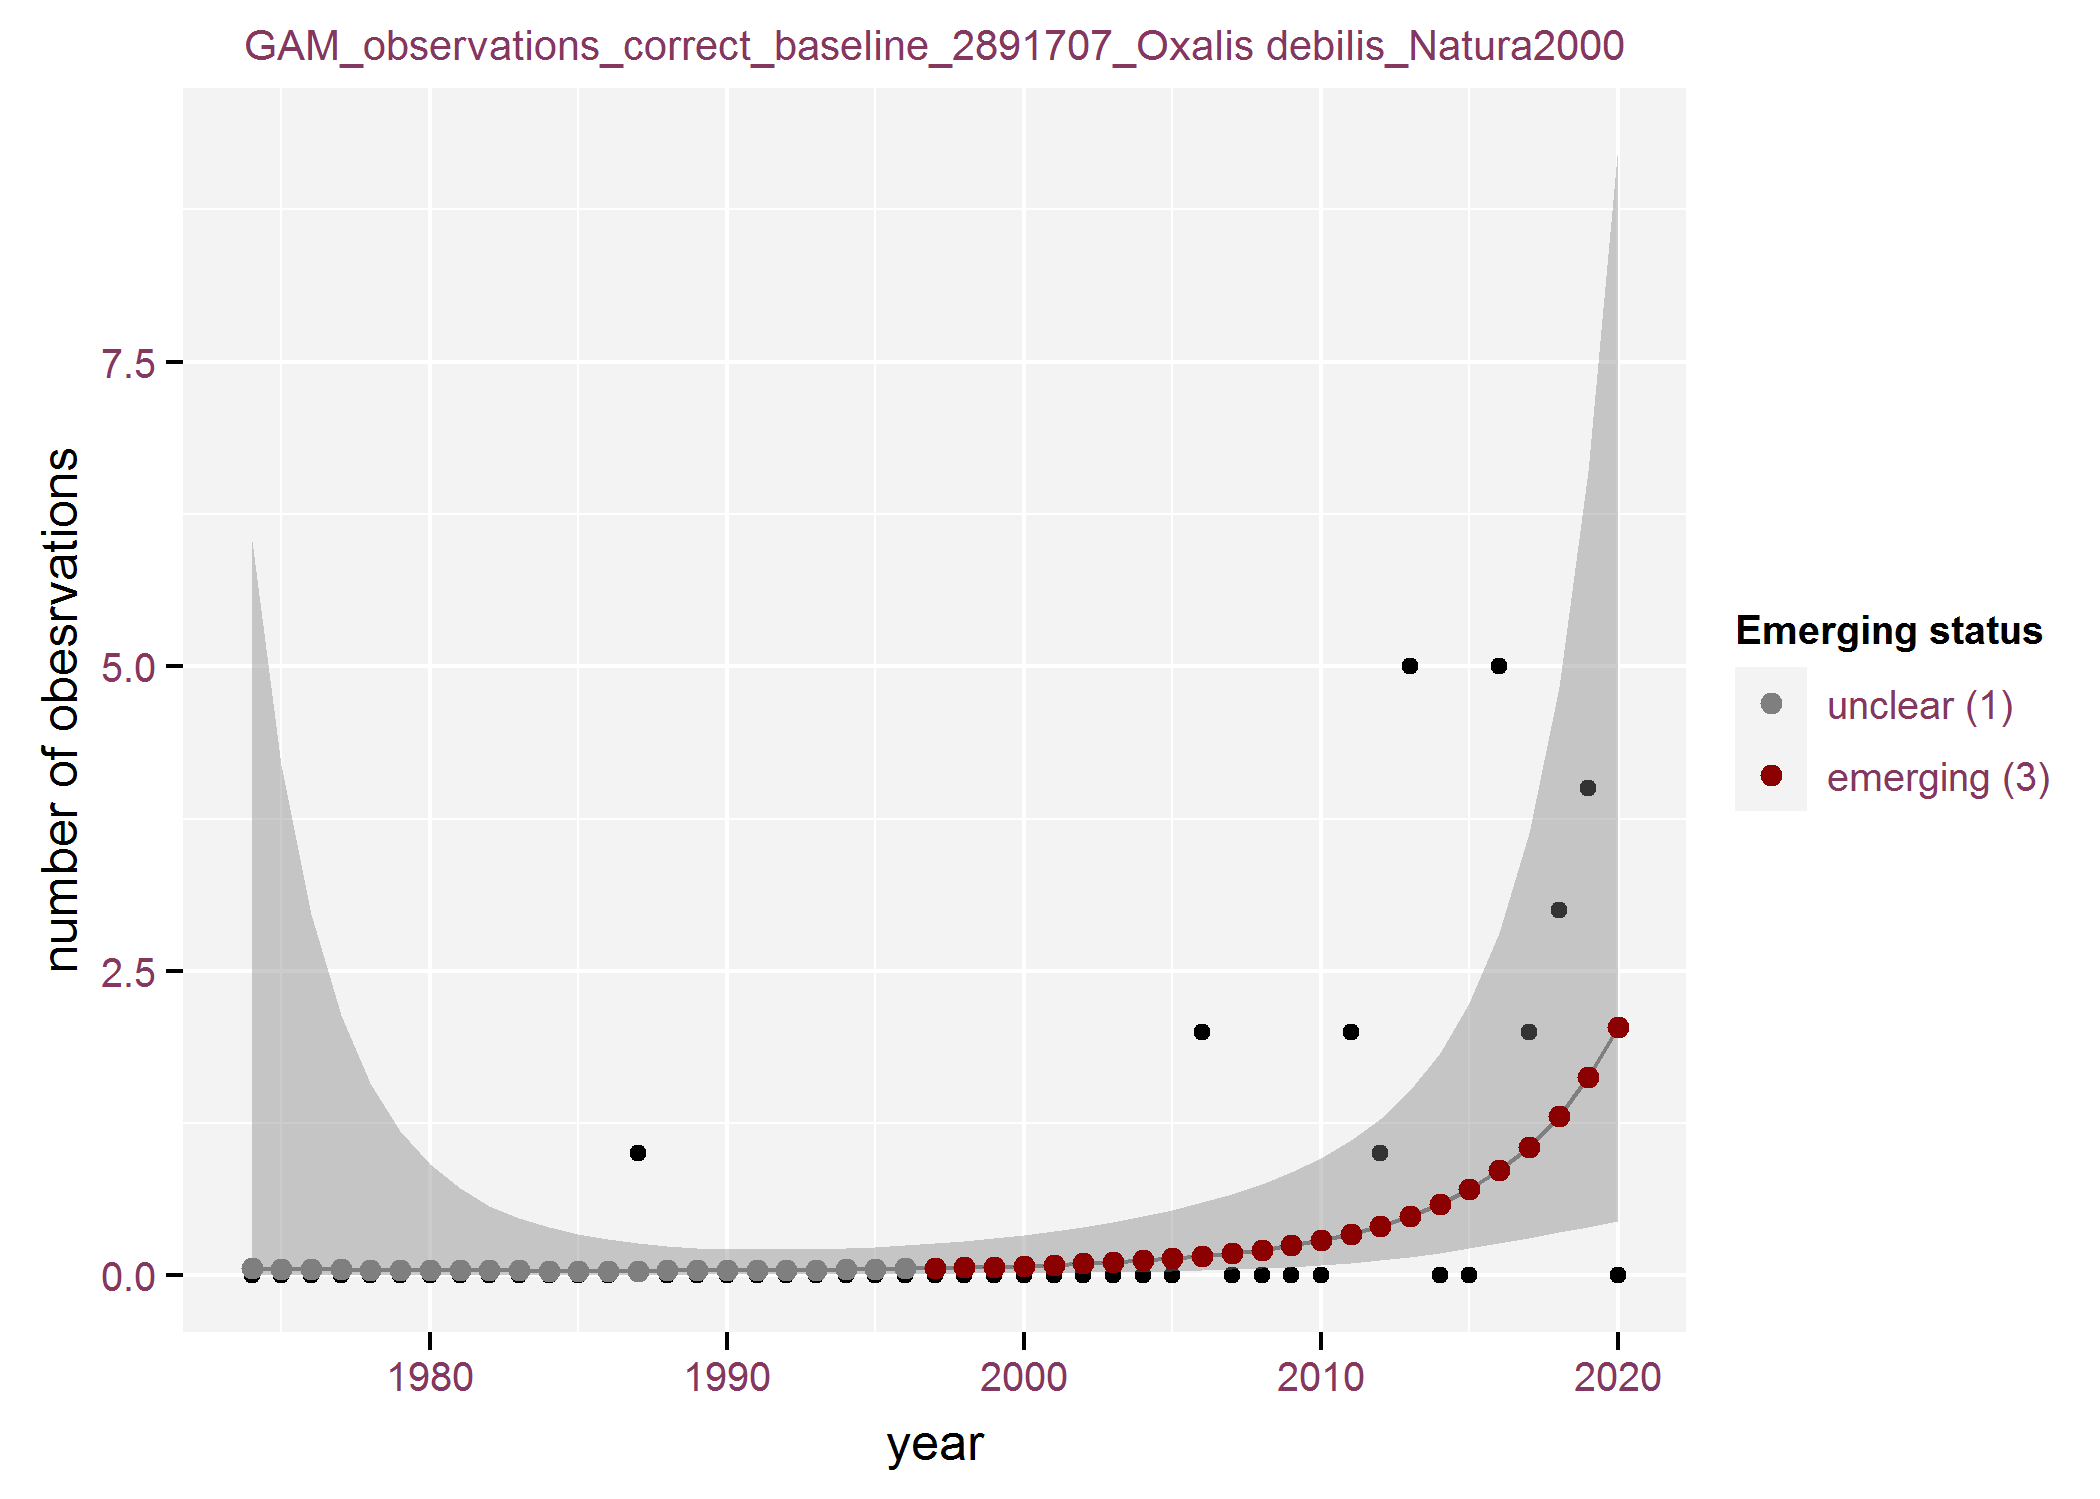 GAM_observations_correct_baseline_2891707_Oxalis debilis_Natura2000
number of obesrvations
7.5
5.0
2.5
0.0
1980
1990
2000
2010
2020
year
Emerging status
unclear (1)
emerging (3)